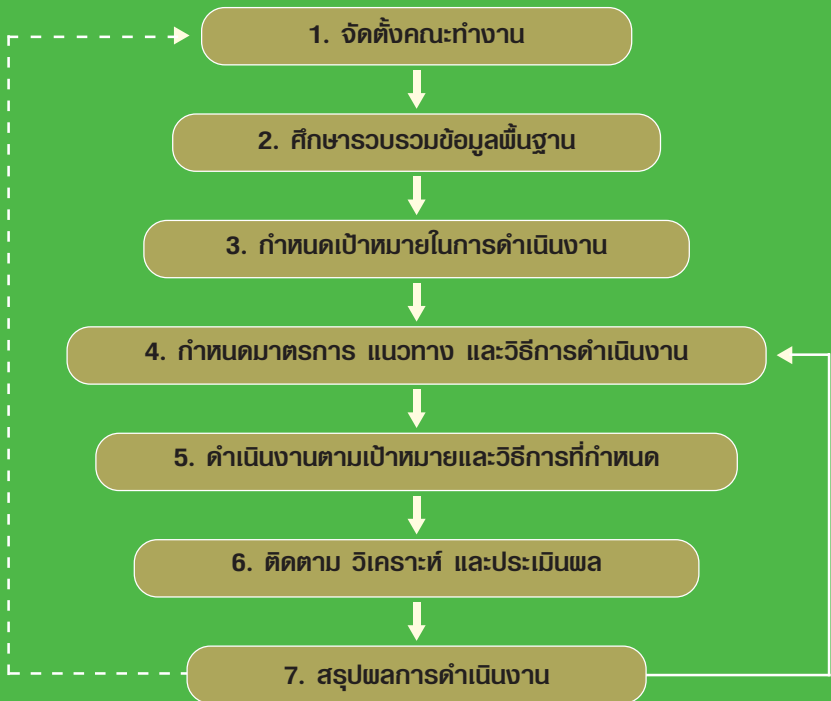 1. จัดตั้งคณะทำงาน
2. ศึกษารวบรวมข้อมูลพื้นฐาน
3. กำหนดเป้าหมายในการดำเนินงาน
4. กำหนดมาตรการ แนวทาง และวิธีการดำเนินงาน
5. ดำเนินงานตามเป้าหมายและวิธีการที่กำหนด
6. ติดตาม วิเคราะห์ และประเมินผล
7. สรุปผลการดำเนินงาน